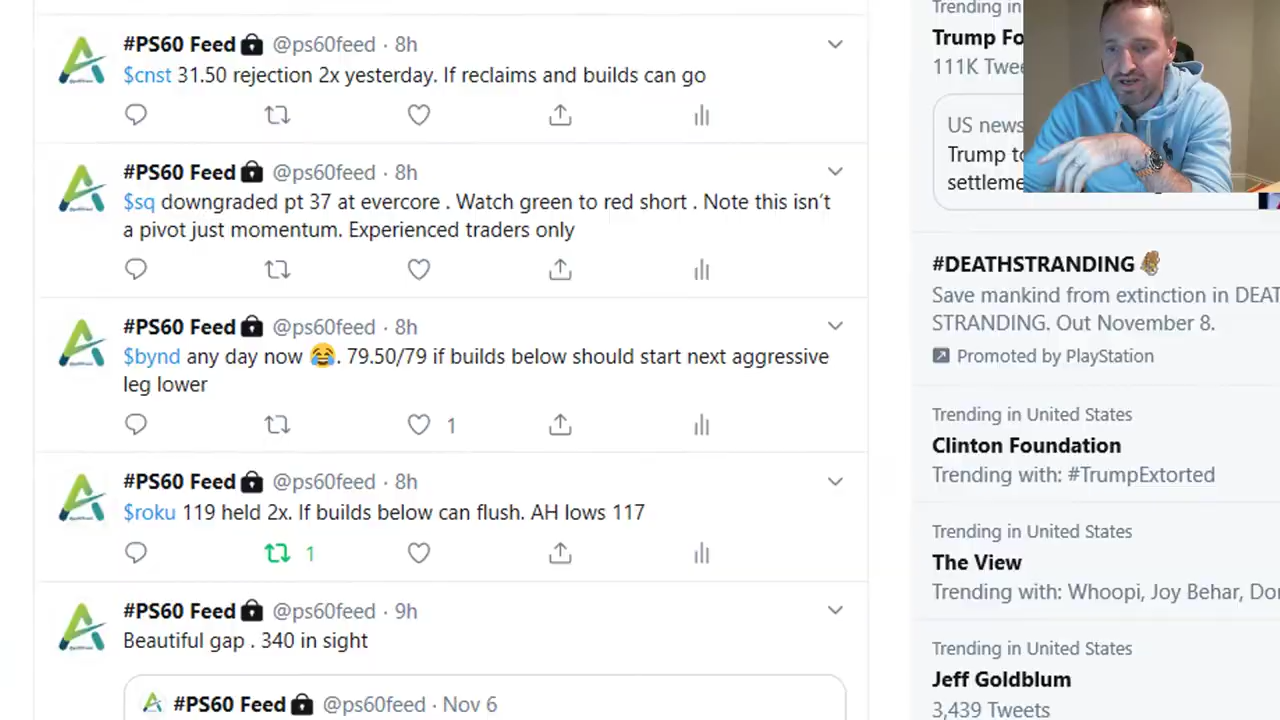 #PS60 Feed @ps60feed · 8h
$cnst 31.50 rejection 2x yesterday. If reclaims and builds can go
#PS60 Feed @ps60feed · 8h
$sq downgraded pt 37 at evercore . Watch green to red short . Note this isn’t
a pivot just momentum. Experienced traders only
#PS60 Feed @ps60feed · 8h
$bynd any day now 😂. 79.50/79 if builds below should start next aggressive
leg lower
1
#PS60 Feed @ps60feed · 8h
$roku 119 held 2x. If builds below can flush. AH lows 117
1
#PS60 Feed @ps60feed · 9h
Beautiful gap . 340 in sight
#PS60 Feed @ps60feed · Nov 6
Trending in
Trump Fo
111K Twee
US news
Trump to
settleme
#DEATHSTRANDING
Save mankind from extinction in DEAT
STRANDING. Out November 8.
Promoted by PlayStation
Trending in United States
Clinton Foundation
Trending with: #TrumpExtorted
Trending in United States
The View
Trending with: Whoopi, Joy Behar, Dor
Trending in United States
Jeff Goldblum
3,439 Tweets